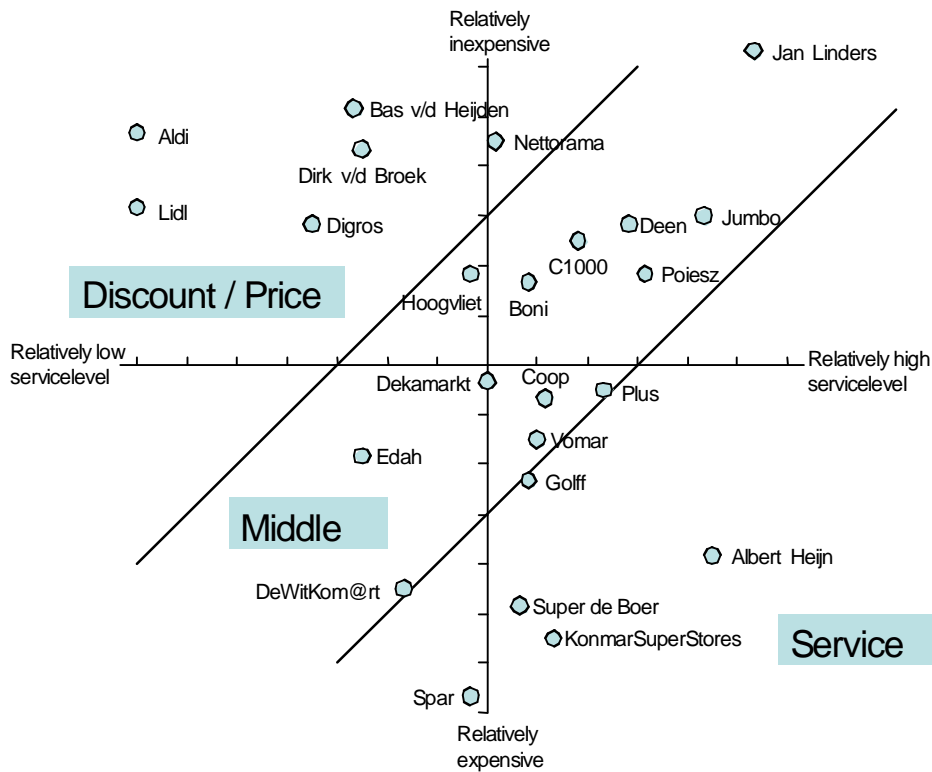 Relatively
inexpensive
Jan Linders
Bas v/d Heijden
Aldi
Nettorama
Dirk v/d Broek
Lidl
Digros
Deen
Jumbo
C1000
Poiesz
Discount / Price
Hoogvliet
Boni
Relatively low
servicelevel
Relatively high
servicelevel
Dekamarkt
Coop
Plus
Vomar
Edah
Golff
Middle
Albert Heijn
DeWitKom@rt
Super de Boer
KonmarSuperStores
Service
Spar
Relatively
expensive